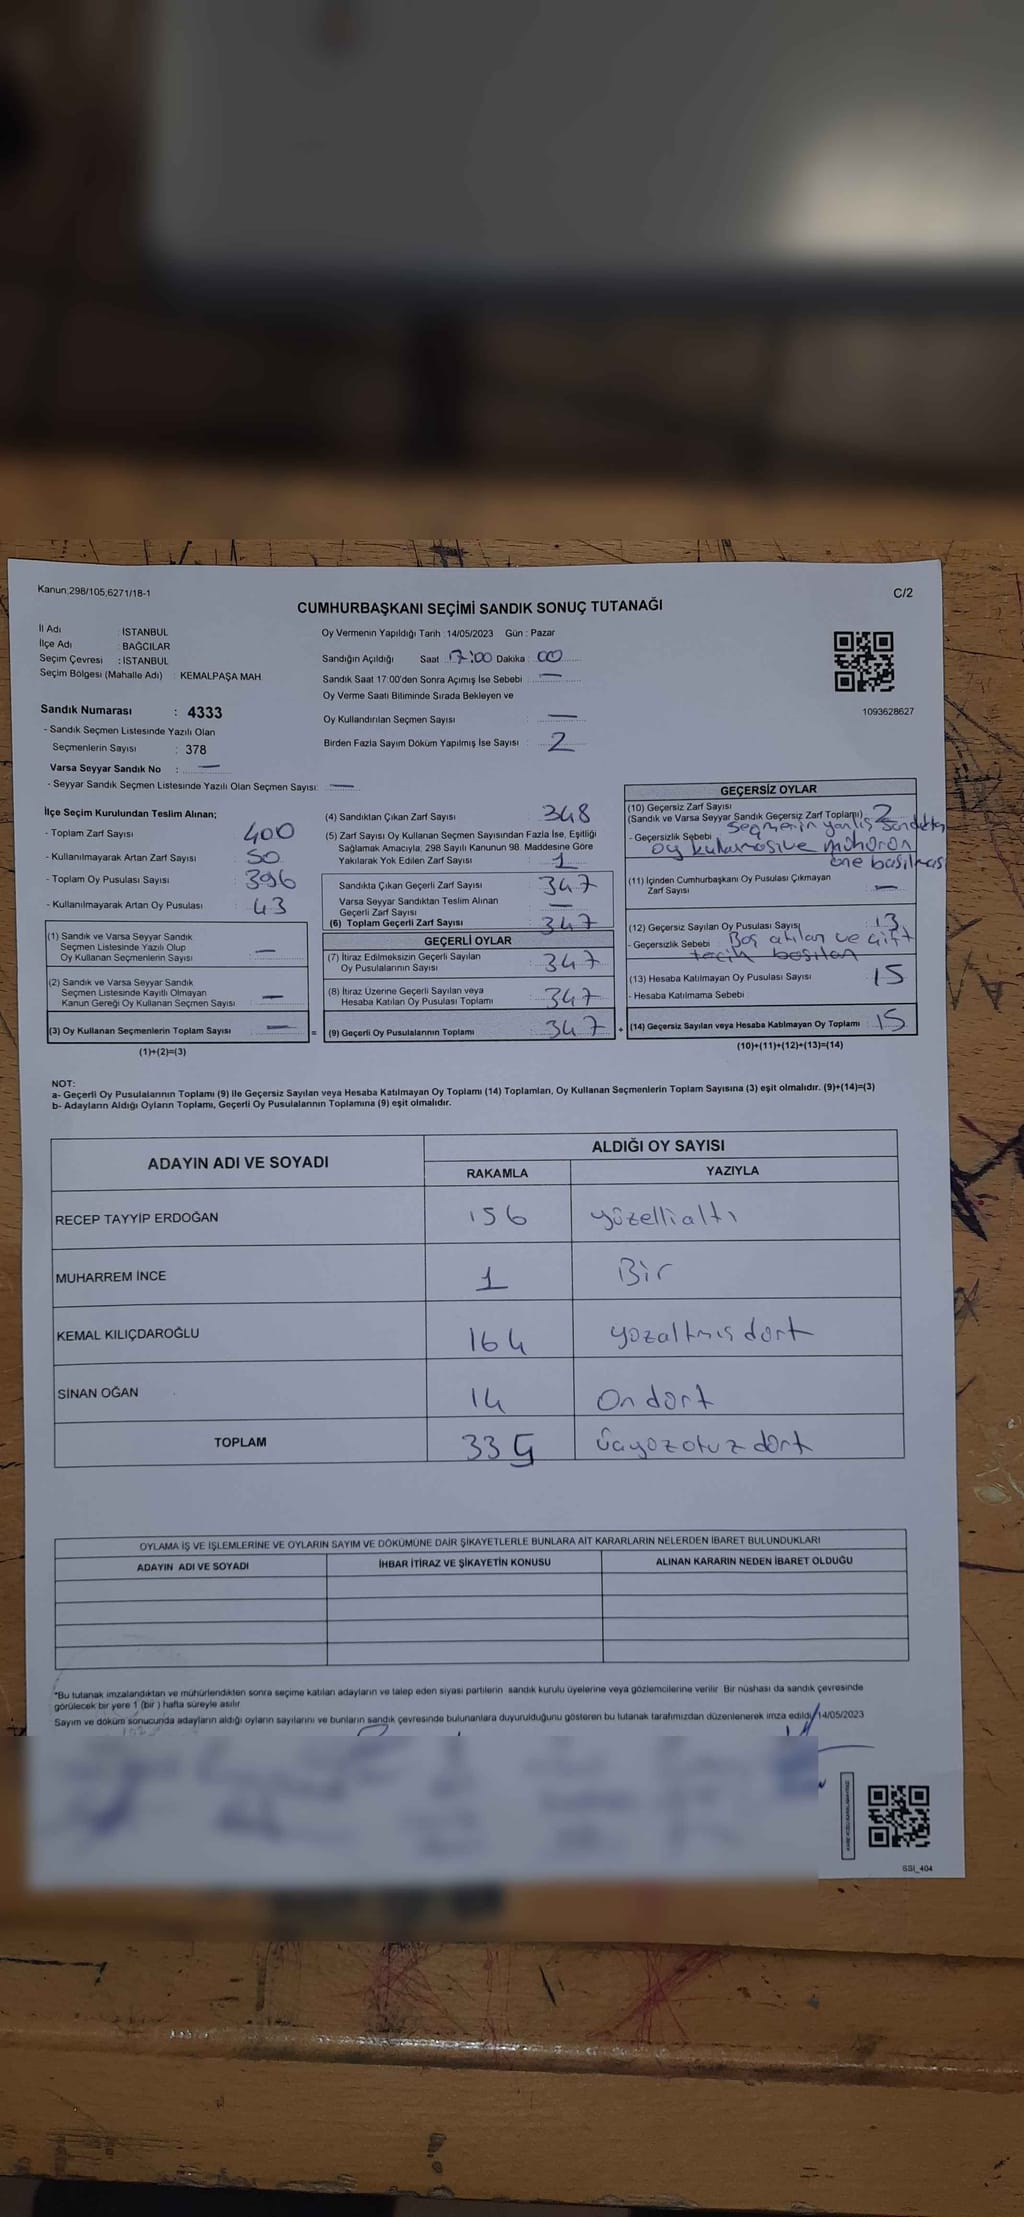 Kanun.298/105,6271/18-1
C/2
CUMHURBAŞKANI SEÇİMİ SANDIK SONUÇ TUTANAĞI
İl Adı : İSTANBUL
İlçe Adı : BAĞCILAR
Seçim Çevresi : İSTANBUL
Seçim Bölgesi (Mahalle Adı) : KEMALPAŞA MAH.
Sandık Numarası : 4333
- Sandık Seçmen Listesinde Yazılı Olan
Seçmenlerin Sayısı : 378
Varsa Seyyar Sandık No : —
- Seyyar Sandık Seçmen Listesinde Yazılı Olan Seçmen Sayısı: —
Oy Vermenin Yapıldığı Tarih : 14/05/2023 Gün : Pazar
Sandığın Açıldığı Saat 17:00 Dakika : 00
Sandık Saat 17:00'den Sonra Açımış İse Sebebi : —
Oy Verme Saati Bitiminde Sırada Bekleyen ve
Oy Kullandırılan Seçmen Sayısı : —
Birden Fazla Sayım Döküm Yapılmış İse Sayısı : 2
1093628627
İlçe Seçim Kurulundan Teslim Alınan;
- Toplam Zarf Sayısı : 400
- Kullanılmayarak Artan Zarf Sayısı : 50
- Toplam Oy Pusulası Sayısı : 396
- Kullanılmayarak Artan Oy Pusulası : 43
(1) Sandık ve Varsa Seyyar Sandık
Seçmen Listesinde Yazılı Olup
Oy Kullanan Seçmenlerin Sayısı : —
(2) Sandık ve Varsa Seyyar Sandık
Seçmen Listesinde Kayıtlı Olmayan
Kanun Gereği Oy Kullanan Seçmen Sayısı : —
(3) Oy Kullanan Seçmenlerin Toplam Sayısı : — =
(1)+(2)=(3)
(4) Sandıktan Çıkan Zarf Sayısı : 348
(5) Zarf Sayısı Oy Kullanan Seçmen Sayısından Fazla İse, Eşitliği
Sağlamak Amacıyla, 298 Sayılı Kanunun 98. Maddesine Göre
Yakılarak Yok Edilen Zarf Sayısı : 1
Sandıkta Çıkan Geçerli Zarf Sayısı : 347
Varsa Seyyar Sandıktan Teslim Alınan
Geçerli Zarf Sayısı : —
(6) Toplam Geçerli Zarf Sayısı : 347
GEÇERLİ OYLAR
(7) İtiraz Edilmeksizin Geçerli Sayılan
Oy Pusulalarının Sayısı : 347
(8) İtiraz Üzerine Geçerli Sayılan veya
Hesaba Katılan Oy Pusulası Toplamı : 347
(9) Geçerli Oy Pusulalarının Toplamı : 347 +
GEÇERSİZ OYLAR
(10) Geçersiz Zarf Sayısı
(Sandık ve Varsa Seyyar Sandık Geçersiz Zarf Toplamı) 2
- Geçersizlik Sebebi : seçmenin yanlış sandıkta
oy kulamasıve mühürün
öne basılması
(11) İçinden Cumhurbaşkanı Oy Pusulası Çıkmayan
Zarf Sayısı : —
(12) Geçersiz Sayılan Oy Pusulası Sayısı : 13
- Geçersizlik Sebebi : Boş atılan ve çift
tecih basılan
(13) Hesaba Katılmayan Oy Pusulası Sayısı : 15
- Hesaba Katılmama Sebebi :
(14) Geçersiz Sayılan veya Hesaba Katılmayan Oy Toplamı : 15
(10)+(11)+(12)+(13)=(14)
NOT:
a- Geçerli Oy Pusulalarının Toplamı (9) ile Geçersiz Sayılan veya Hesaba Katılmayan Oy Toplamı (14) Toplamları, Oy Kullanan Seçmenlerin Toplam Sayısına (3) eşit olmalıdır. (9)+(14)=(3)
b- Adayların Aldığı Oyların Toplamı, Geçerli Oy Pusulalarının Toplamına (9) eşit olmalıdır.
ADAYIN ADI VE SOYADI
ALDIĞI OY SAYISI
RAKAMLA YAZIYLA
RECEP TAYYİP ERDOĞAN 156 yüzellialtı
MUHARREM İNCE 1 Bir
KEMAL KILIÇDAROĞLU 164 yüzaltmış dört
SİNAN OĞAN 14 On dört
TOPLAM 335 üçyüzotuz dört
OYLAMA İŞ VE İŞLEMLERİNE VE OYLARIN SAYIM VE DÖKÜMÜNE DAİR ŞİKAYETLERLE BUNLARA AİT KARARLARIN NELERDEN İBARET BULUNDUKLARI
ADAYIN ADI VE SOYADI İHBAR İTİRAZ VE ŞİKAYETİN KONUSU ALINAN KARARIN NEDEN İBARET OLDUĞU
*Bu tutanak imzalandıktan ve mühürlendikten sonra seçime katılan adayların ve talep eden siyasi partilerin sandık kurulu üyelerine veya gözlemcilerine verilir. Bir nüshası da sandık çevresinde
görülecek bir yere 1 (bir ) hafta süreyle asılır.
Sayım ve döküm sonucunda adayların aldığı oyların sayılarını ve bunların sandık çevresinde bulunanlara duyurulduğunu gösteren bu tutanak tarafımızdan düzenlenerek imza edildi. 14/05/2023
SSI_404